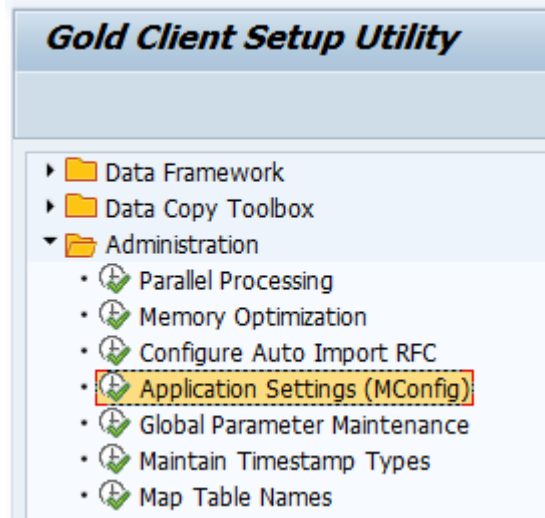 Gold Client Setup Utility
Data Framework
Data Copy Toolbox
Administration
Parallel Processing
Memory Optimization
Configure Auto Import RFC
Application Settings (MConfig)
Global Parameter Maintenance
Maintain Timestamp Types
Map Table Names